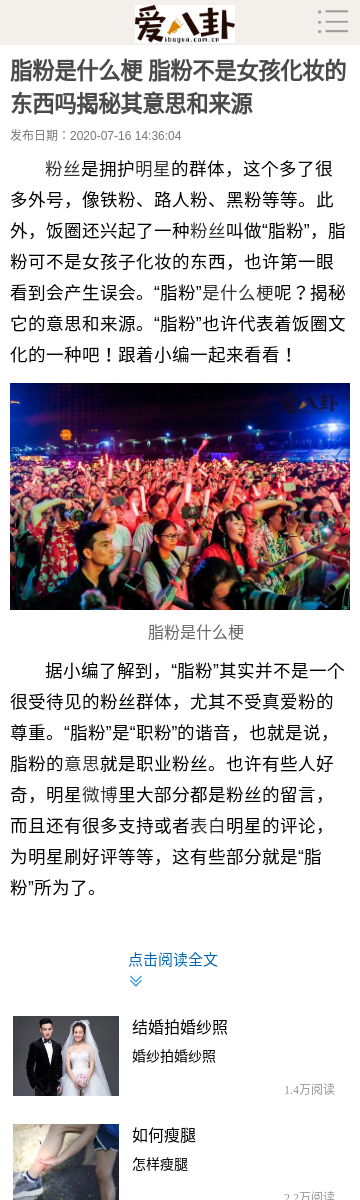 爱八卦
ibagua.com.cn
脂粉是什么梗 脂粉不是女孩化妆的
东西吗揭秘其意思和来源
发布日期：2020-07-16 14:36:04
粉丝是拥护明星的群体，这个多了很
多外号，像铁粉、路人粉、黑粉等等。此
外，饭圈还兴起了一种粉丝叫做“脂粉”，脂
粉可不是女孩子化妆的东西，也许第一眼
看到会产生误会。“脂粉”是什么梗呢？揭秘
它的意思和来源。“脂粉”也许代表着饭圈文
化的一种吧！跟着小编一起来看看！
爱八卦
脂粉是什么梗
据小编了解到，“脂粉”其实并不是一个
很受待见的粉丝群体，尤其不受真爱粉的
尊重。“脂粉”是“职粉”的谐音，也就是说，
脂粉的意思就是职业粉丝。也许有些人好
奇，明星微博里大部分都是粉丝的留言，
而且还有很多支持或者表白明星的评论，
为明星刷好评等等，这有些部分就是“脂
粉”所为了。
点击阅读全文
结婚拍婚纱照
婚纱拍婚纱照
1.4万阅读
如何瘦腿
怎样瘦腿
2.2万阅读